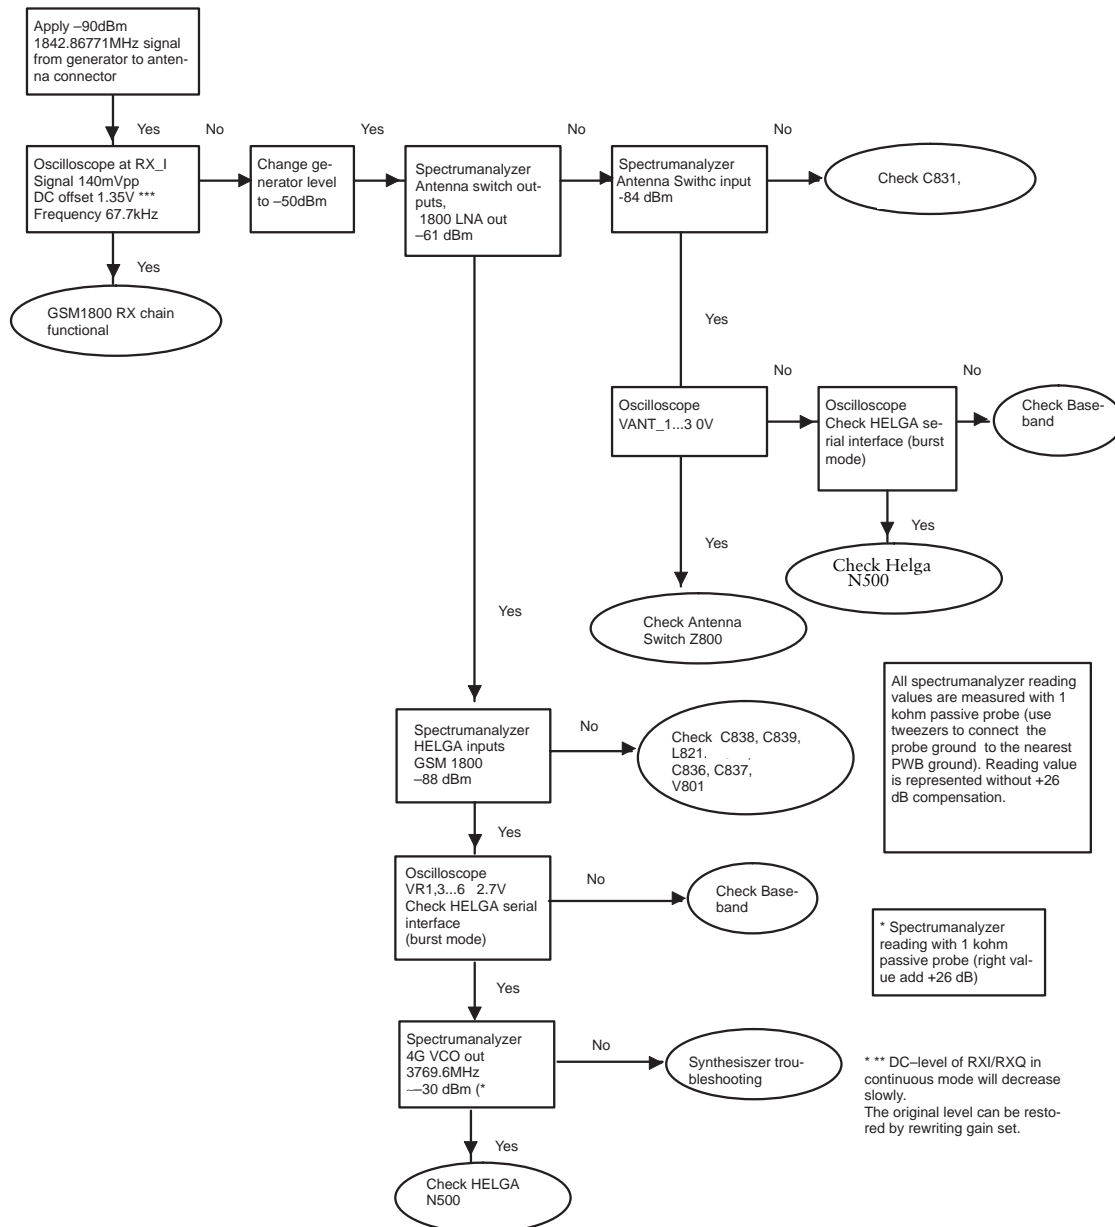 Apply –90dBm
1842.86771MHz signal
from generator to anten-
na connector
Yes
No
Yes
No
No
Oscilloscope at RX_I
Signal 140mVpp
DC offset 1.35V ***
Frequency 67.7kHz
Change ge-
nerator level
to –50dBm
Spectrumanalyzer
Antenna switch out-
puts,
1800 LNA out
–61 dBm
Spectrumanalyzer
Antenna Swithc input
-84 dBm
Check C831,
Yes
GSM1800 RX chain
functional
Yes
No
No
Oscilloscope
VANT_1...3 0V
Oscilloscope
Check HELGA se-
rial interface (burst
mode)
Check Base-
band
Yes
Yes
Check Helga
N500
Check Antenna
Switch Z800
Yes
All spectrumanalyzer reading
values are measured with 1
kohm passive probe (use
tweezers to connect the
probe ground to the nearest
PWB ground). Reading value
is represented without +26
dB compensation.
Spectrumanalyzer
HELGA inputs
GSM 1800
–88 dBm
No
Check C838, C839,
L821.
C836, C837,
V801
Yes
Oscilloscope
VR1,3...6 2.7V
Check HELGA serial
interface
(burst mode)
No
Check Base-
band
* Spectrumanalyzer
reading with 1 kohm
passive probe (right val-
ue add +26 dB)
Yes
Spectrumanalyzer
4G VCO out
3769.6MHz
~–30 dBm (*
No
Synthesiszer trou-
bleshooting
* ** DC–level of RXI/RXQ in
continuous mode will decrease
slowly.
The original level can be resto-
red by rewriting gain set.
Yes
Check HELGA
N500